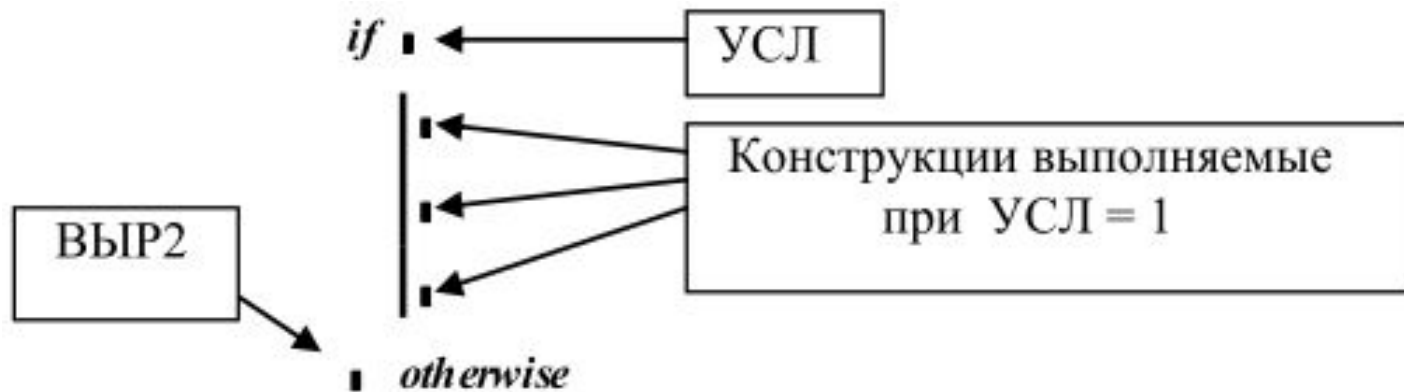 if
УСЛ
Конструкции выполняемые
при УСЛ = 1
ВЫР2
otherwise